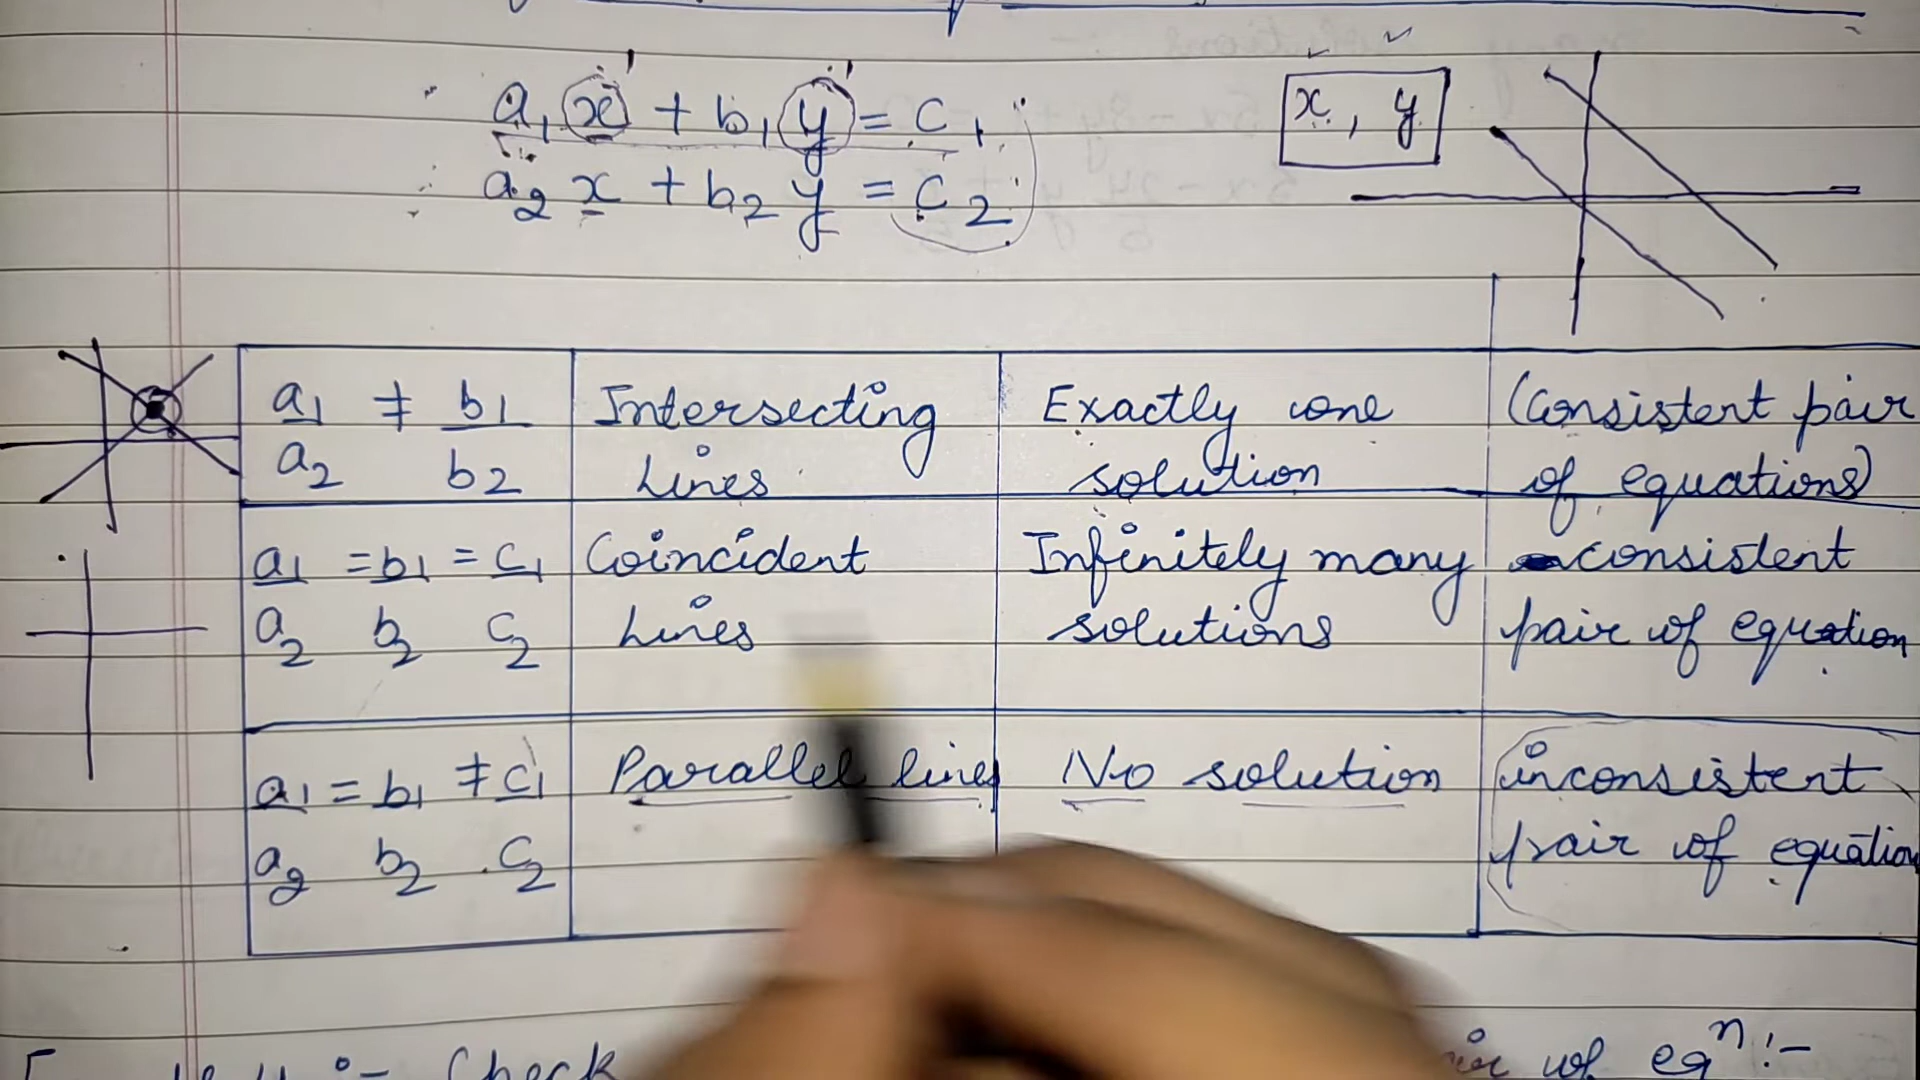 a₁x + b₁y = c₁
x, y
a₂x + b₂y = c₂
a₁/a₂ ≠ b₁/b₂
Intersecting
Lines
Exactly one
solution
(Consistent pair
of equations)
a₁/a₂ = b₁/b₂ = c₁/c₂
Coincident
Lines
Infinitely many
solutions
consistent
pair of equation
a₁/a₂ = b₁/b₂ ≠ c₁/c₂
Parallel lines
No solution
inconsistent
pair of equation
:- Check
of eqⁿ :-